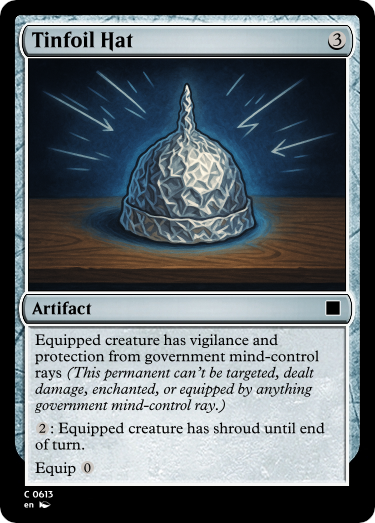 Tinfoil Hat 3
Artifact
Equipped creature has vigilance and
protection from government mind-control
rays (This permanent can't be targeted, dealt
damage, enchanted, or equipped by anything
government mind-control ray.)
2: Equipped creature has shroud until end
of turn.
Equip 0
C 0613
en